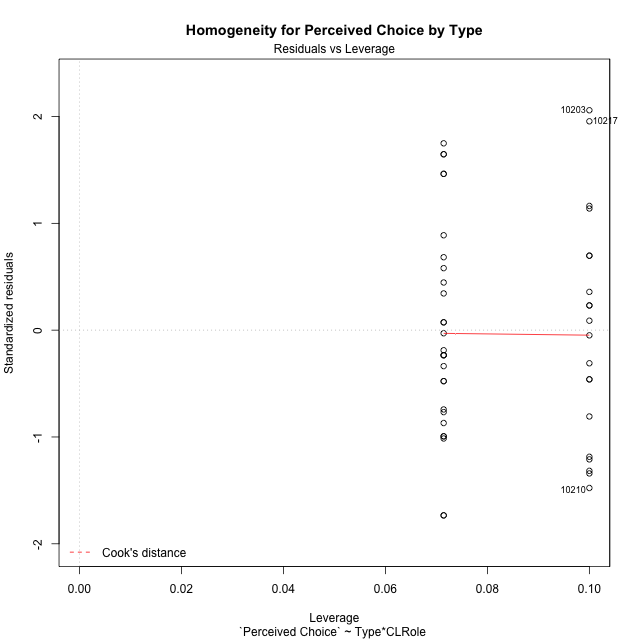 Homogeneity for Perceived Choice by Type
Residuals vs Leverage
10203
10217
2
1
0
-1
-2
Standardized residuals
10210
Cook's distance
0.00 0.02 0.04 0.06 0.08 0.10
Leverage
`Perceived Choice` ~ Type*CLRole